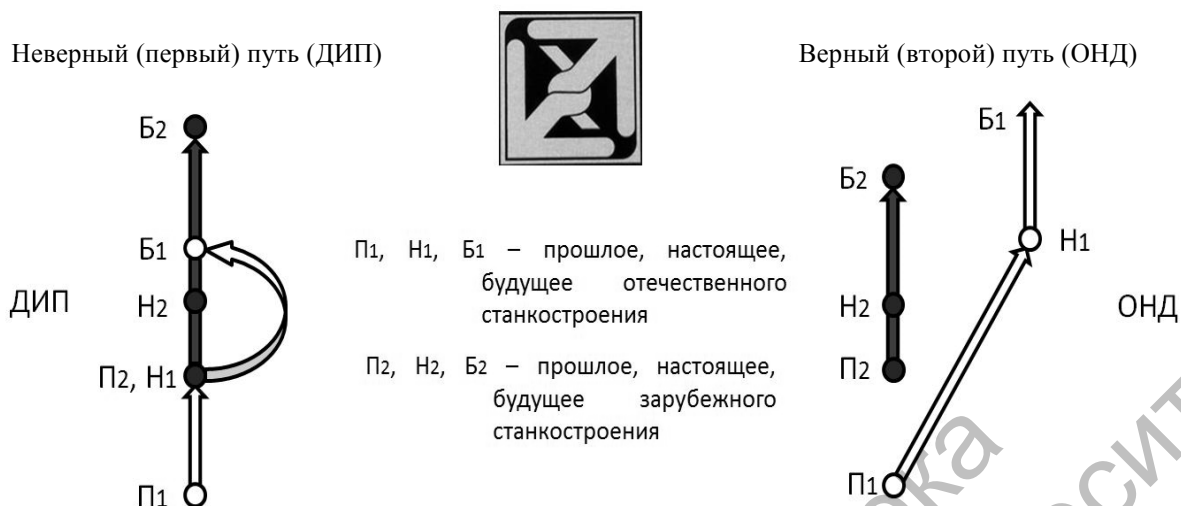 Неверный (первый) путь (ДИП)
Верный (второй) путь (ОНД)
Б2
Б1
ДИП
Н2
П2, Н1
П1
П1, Н1, Б1 – прошлое, настоящее,
будущее отечественного
станкостроения
П2, Н2, Б2 – прошлое, настоящее,
будущее зарубежного
станкостроения
Б1
Б2
Н1
Н2
ОНД
П2
П1